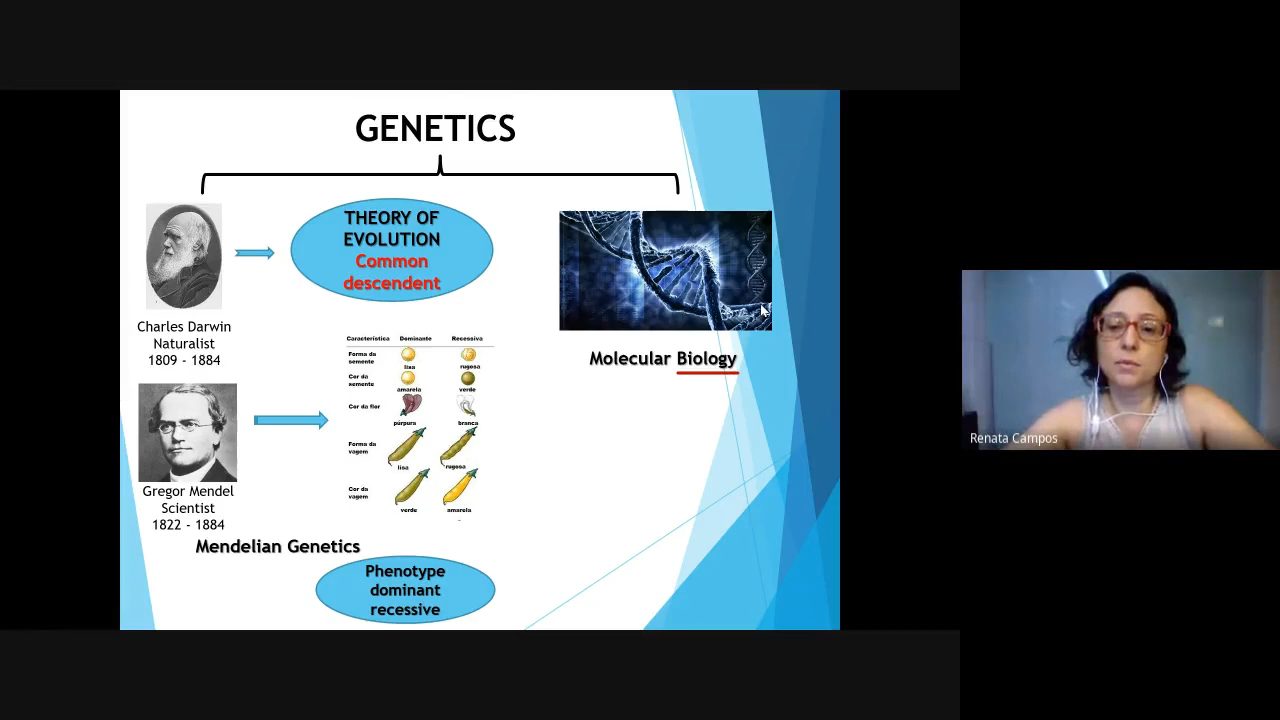 GENETICS
THEORY OF
EVOLUTION
Common
descendent
Charles Darwin
Naturalist
1809 - 1884
Molecular Biology
Característica Dominante Recessiva
Forma da
semente
lisa rugosa
Cor da
semente
amarela verde
Cor da flor
púrpura branca
Forma da
vagem
lisa rugosa
Cor da
vagem
verde amarela
Gregor Mendel
Scientist
1822 - 1884
Mendelian Genetics
Phenotype
dominant
recessive
Renata Campos